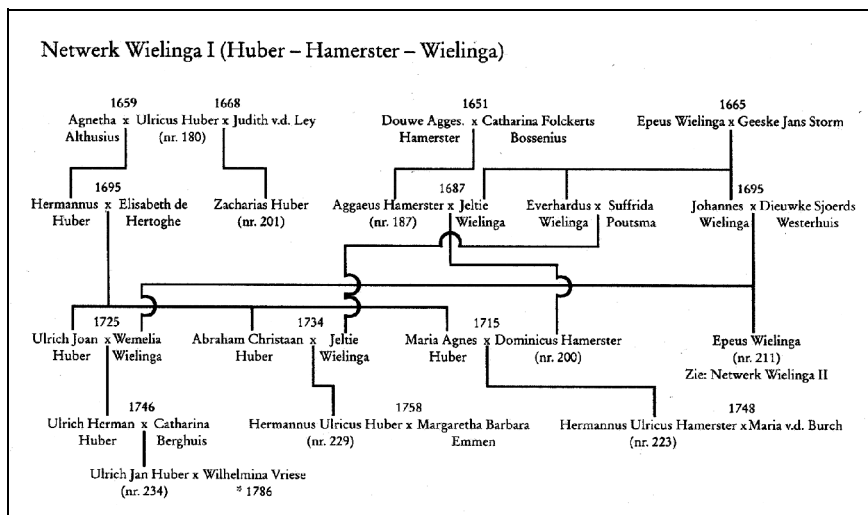 Netwerk Wielinga I (Huber – Hamerster – Wielinga)
1659 1668 1651 1665
Agnetha x Ulricus Huber x Judith v.d. Ley Douwe Agges. x Catharina Folckerts Epeus Wielinga x Geeske Jans Storm
Althusius (nr. 180) Hamerster Bossenius
1695 1687 1695
Hermannus x Elisabeth de Zacharias Huber Aggaeus Hamerster x Jeltie Everhardus x Suffrida Johannes x Dieuwke Sjoerds
Huber Hertoghe (nr. 201) (nr. 187) Wielinga Wielinga Poutsma Wielinga Westerhuis
1725 1734 1715
Ulrich Joan x Wemelia Abraham Christaan x Jeltie Maria Agnes x Dominicus Hamerster Epeus Wielinga
Huber Wielinga Huber Wielinga Huber (nr. 200) (nr. 211)
Zie: Netwerk Wielinga II
1746 1758 1748
Ulrich Herman x Catharina Hermannus Ulricus Huber x Margaretha Barbara Hermannus Ulricus Hamerster x Maria v.d. Burch
Huber Berghuis (nr. 229) Emmen (nr. 223)
Ulrich Jan Huber x Wilhelmina Vriese
(nr. 234) * 1786